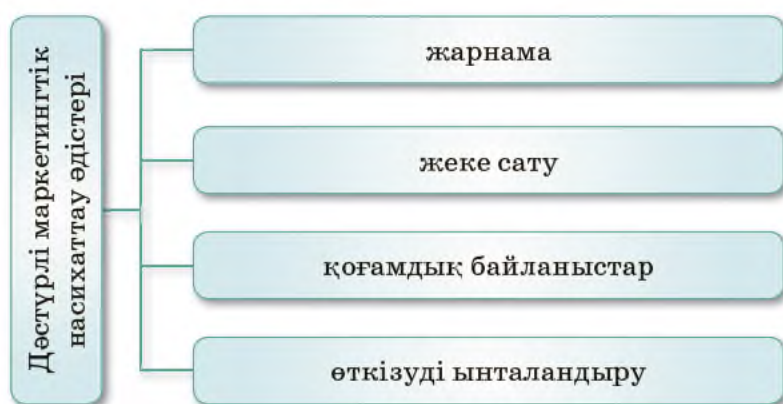 Дәстүрлі маркетингтік
насихаттау әдістері
жарнама
жеке сату
қоғамдық байланыстар
өткізуді ынталандыру